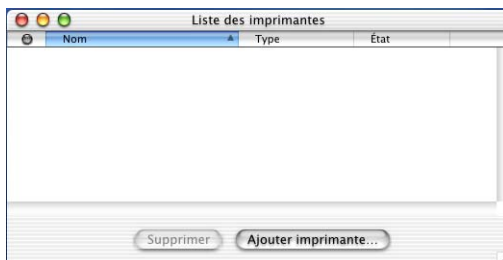 Liste des imprimantes
Nom Type État
Supprimer Ajouter imprimante...